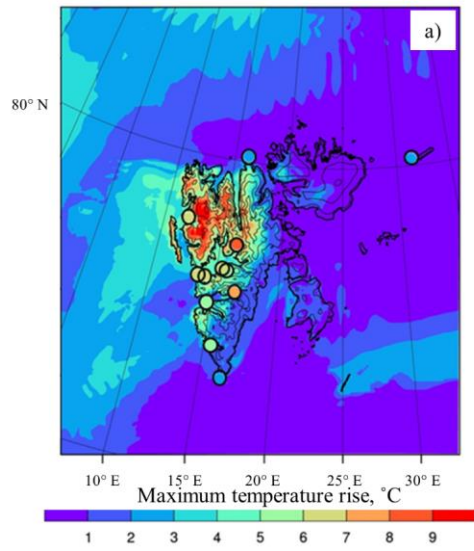 a)
80° N
10° E 15° E 20° E 25° E 30° E
Maximum temperature rise, ˚C
1 2 3 4 5 6 7 8 9